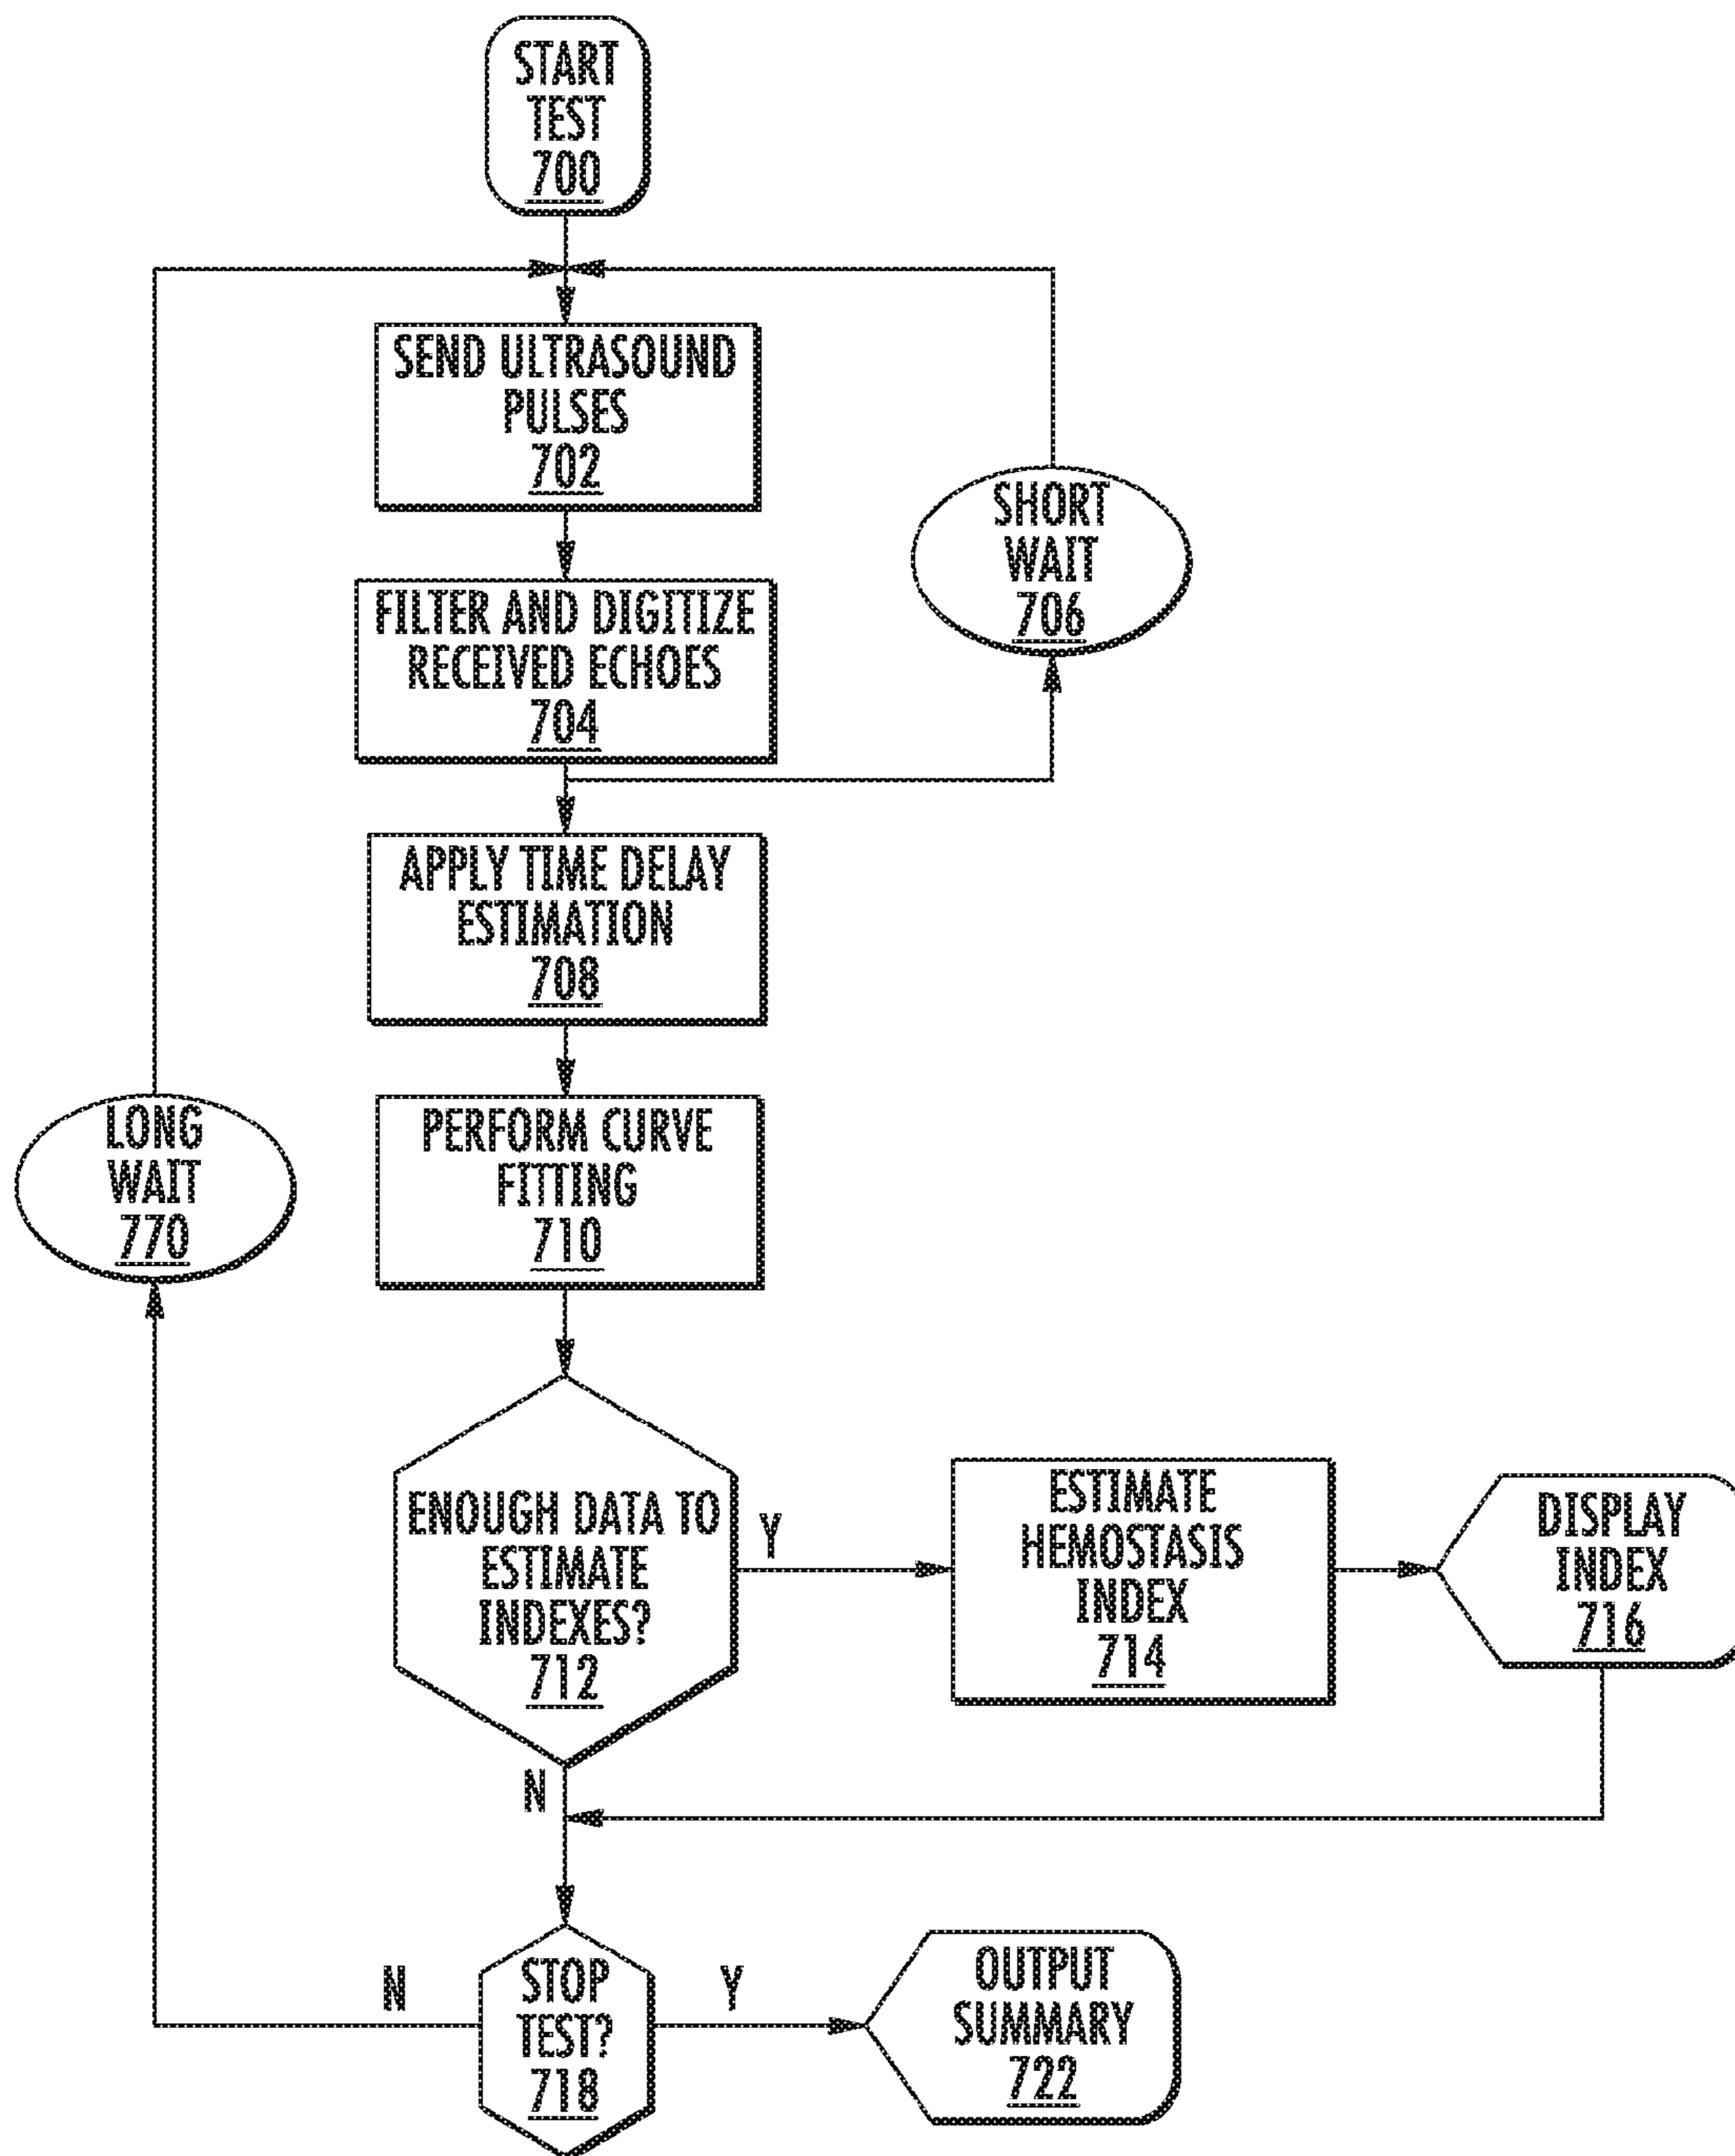 START
TEST
700
SEND ULTRASOUND
PULSES
702
SHORT
WAIT
706
FILTER AND DIGITIZE
RECEIVED ECHOES
704
APPLY TIME DELAY
ESTIMATION
708
LONG
WAIT
770
PERFORM CURVE
FITTING
710
ENOUGH DATA TO
ESTIMATE
INDEXES?
712
Y
ESTIMATE
HEMOSTASIS
INDEX
714
DISPLAY
INDEX
716
N
N
STOP
TEST?
718
Y
OUTPUT
SUMMARY
722